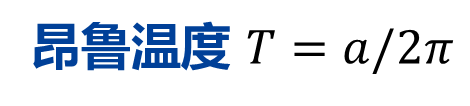 昂鲁温度 T = a/2π